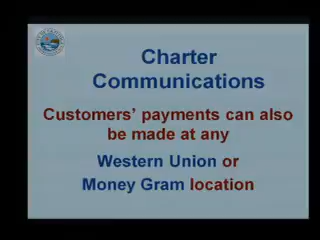 Charter
Communications
Customers' payments can also
be made at any
Western Union or
Money Gram location